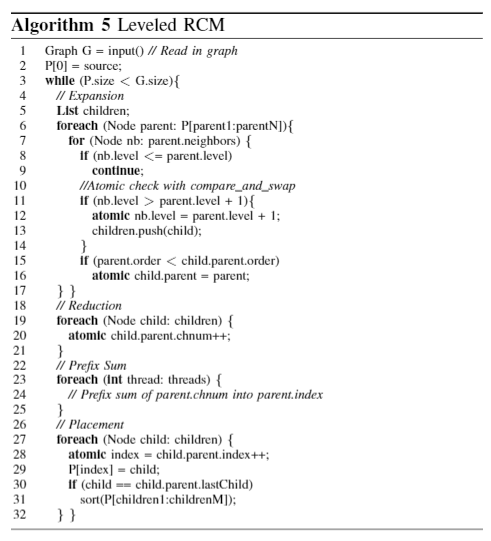 Algorithm 5 Leveled RCM
1 Graph G = input() // Read in graph
2 P[0] = source;
3 while (P.size < G.size){
4 // Expansion
5 List children;
6 foreach (Node parent: P[parent1:parentN]){
7 for (Node nb: parent.neighbors) {
8 if (nb.level <= parent.level)
9 continue;
10 //Atomic check with compare_and_swap
11 if (nb.level > parent.level + 1){
12 atomic nb.level = parent.level + 1;
13 children.push(child);
14 }
15 if (parent.order < child.parent.order)
16 atomic child.parent = parent;
17 } }
18 // Reduction
19 foreach (Node child: children) {
20 atomic child.parent.chnum++;
21 }
22 // Prefix Sum
23 foreach (int thread: threads) {
24 // Prefix sum of parent.chnum into parent.index
25 }
26 // Placement
27 foreach (Node child: children) {
28 atomic index = child.parent.index++;
29 P[index] = child;
30 if (child == child.parent.lastChild)
31 sort(P[children1:childrenM]);
32 } }